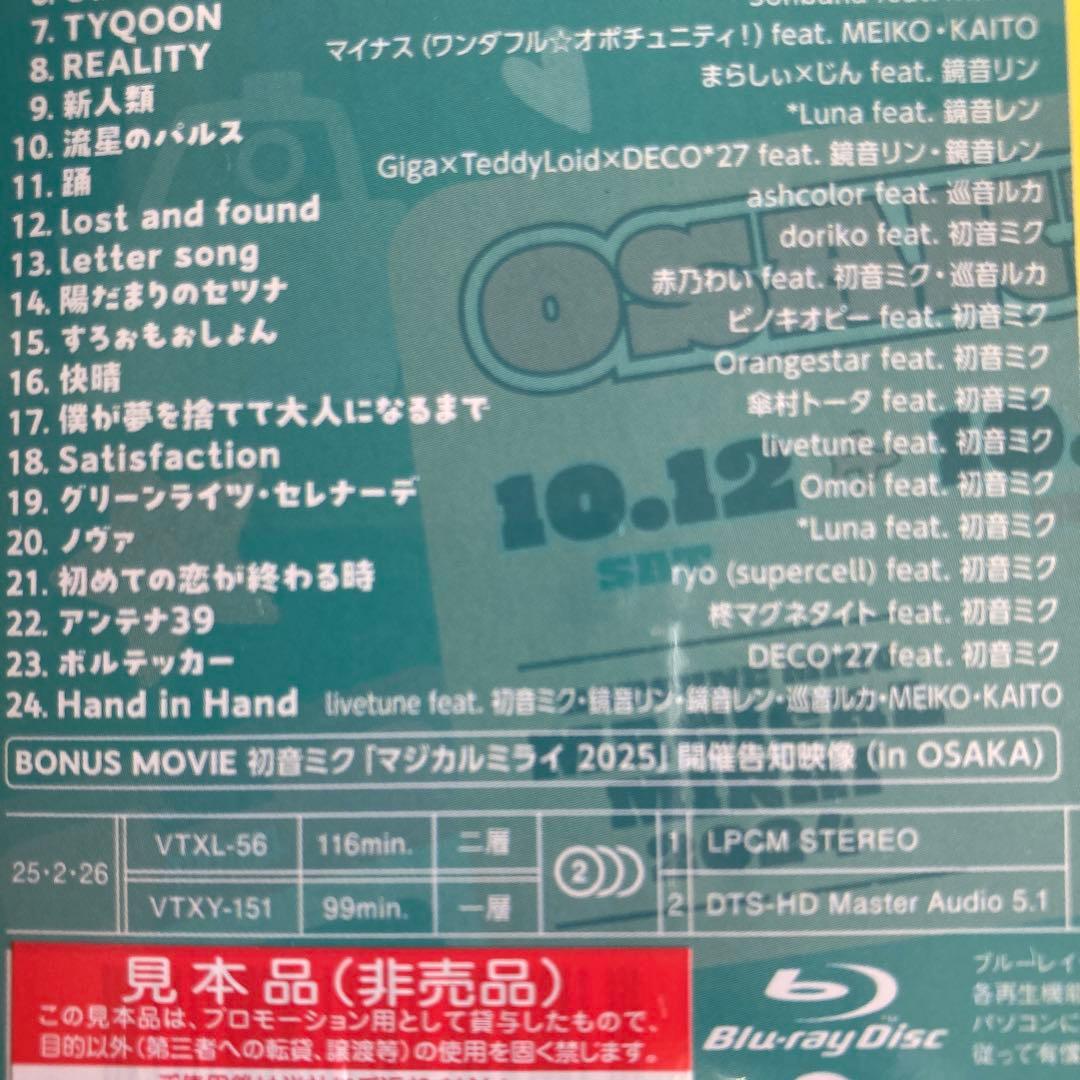 7. TYQOON Sohbana feat.
8. REALITY マイナス (ワンダフル☆オポチュニティ!) feat. MEIKO・KAITO
9. 新人類 まらしぃ×じん feat. 鏡音リン
10. 流星のパルス *Luna feat. 鏡音レン
11. 踊 Giga×TeddyLoid×DECO*27 feat. 鏡音リン・鏡音レン
12. lost and found ashcolor feat. 巡音ルカ
13. letter song doriko feat. 初音ミク
14. 陽だまりのセツナ 赤乃わい feat. 初音ミク・巡音ルカ
15. すろぉもぉしょん ピノキオピー feat. 初音ミク
16. 快晴 Orangestar feat. 初音ミク
17. 僕が夢を捨てて大人になるまで 傘村トータ feat. 初音ミク
18. Satisfaction livetune feat. 初音ミク
19. グリーンライツ・セレナーデ Omoi feat. 初音ミク
20. ノヴァ *Luna feat. 初音ミク
21. 初めての恋が終わる時 ryo (supercell) feat. 初音ミク
22. アンテナ39 柊マグネタイト feat. 初音ミク
23. ボルテッカー DECO*27 feat. 初音ミク
24. Hand in Hand livetune feat. 初音ミク・鏡音リン・鏡音レン・巡音ルカ・MEIKO・KAITO
10.12
BONUS MOVIE 初音ミク「マジカルミライ 2025」開催告知映像 (in OSAKA)
25・2・26 VTXL-56 116min. 二層 2 1 LPCM STEREO
VTXY-151 99min. 一層 2 DTS-HD Master Audio 5.1
見本品(非売品)
この見本品は、プロモーション用として貸与したもので、
目的以外(第三者への転貸、譲渡等)の使用を固く禁じます。
Blu-ray Disc
ブルーレイ
各再生機能
パソコンに
従って有償